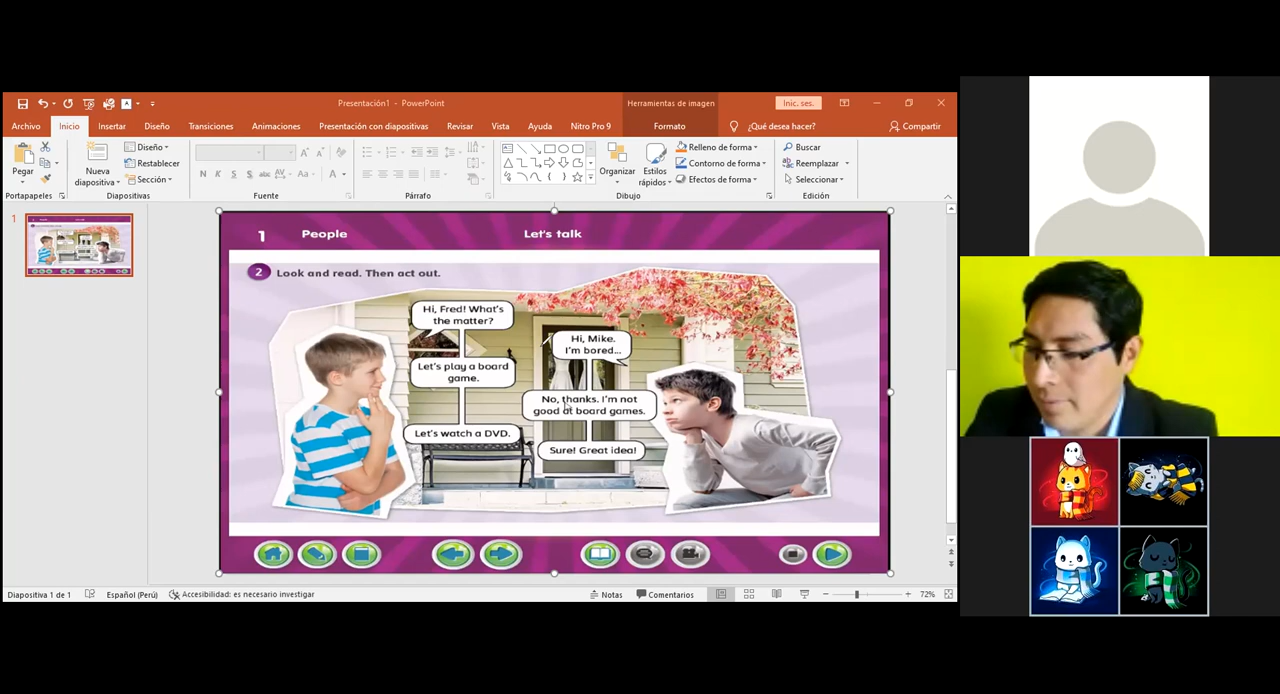 Presentación1 - PowerPoint
Herramientas de imagen
Inic. ses.
Archivo Inicio Insertar Diseño Transiciones Animaciones Presentación con diapositivas Revisar Vista Ayuda Nitro Pro 9 Formato ¿Qué desea hacer? Compartir
Pegar
Nueva
diapositiva
Diseño
Restablecer
Sección
N K S S abc AV Aa A
Organizar
Estilos
rápidos
Relleno de forma
Contorno de forma
Efectos de forma
Buscar
Reemplazar
Seleccionar
Portapapeles Diapositivas Fuente Párrafo Dibujo Edición
1
1 People Let's talk
2 Look and read. Then act out.
Hi, Fred! What's
the matter?
Hi, Mike.
I'm bored...
Let's play a board
game.
No, thanks. I'm not
good at board games.
Let's watch a DVD.
Sure! Great idea!
Diapositiva 1 de 1 Español (Perú) Accesibilidad: es necesario investigar Notas Comentarios 72%